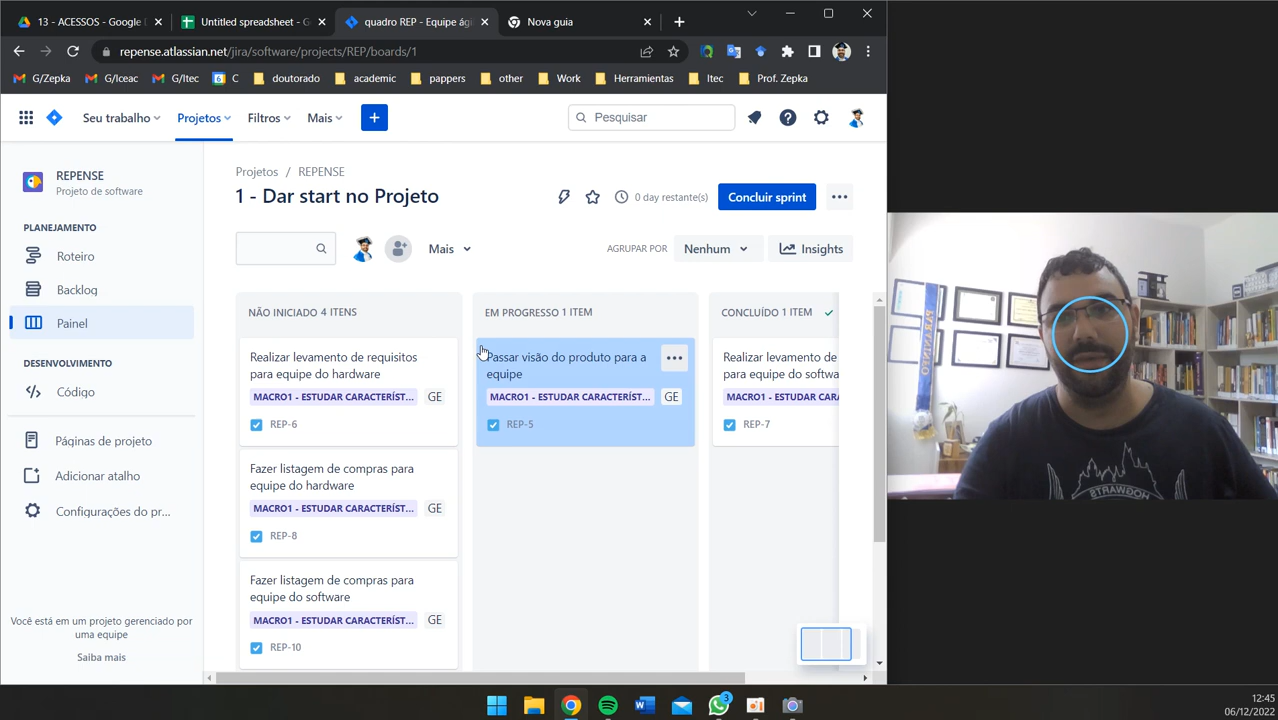 13 - ACESSOS - Google
Untitled spreadsheet - G
quadro REP - Equipe ági
Nova guia
repense.atlassian.net/jira/software/projects/REP/boards/1
G/Zepka
G/Iceac
G/Itec
6 C
doutorado
academic
pappers
other
Work
Herramientas
Itec
Prof. Zepka
Seu trabalho
Projetos
Filtros
Mais
Pesquisar
REPENSE
Projeto de software
PLANEJAMENTO
Roteiro
Backlog
Painel
DESENVOLVIMENTO
Código
Páginas de projeto
Adicionar atalho
Configurações do pr...
Você está em um projeto gerenciado por
uma equipe
Saiba mais
Projetos / REPENSE
1 - Dar start no Projeto
0 day restante(s)
Concluir sprint
Mais
AGRUPAR POR
Nenhum
Insights
NÃO INICIADO 4 ITENS
Realizar levamento de requisitos
para equipe do hardware
MACRO1 - ESTUDAR CARACTERÍST...
GE
REP-6
Fazer listagem de compras para
equipe do hardware
MACRO1 - ESTUDAR CARACTERÍST...
GE
REP-8
Fazer listagem de compras para
equipe do software
MACRO1 - ESTUDAR CARACTERÍST...
GE
REP-10
EM PROGRESSO 1 ITEM
Passar visão do produto para a
equipe
MACRO1 - ESTUDAR CARACTERÍST...
GE
REP-5
CONCLUÍDO 1 ITEM
Realizar levamento de
para equipe do softwa
MACRO1 - ESTUDAR CARA
REP-7
HOGWARTS
3
12:45
06/12/2022